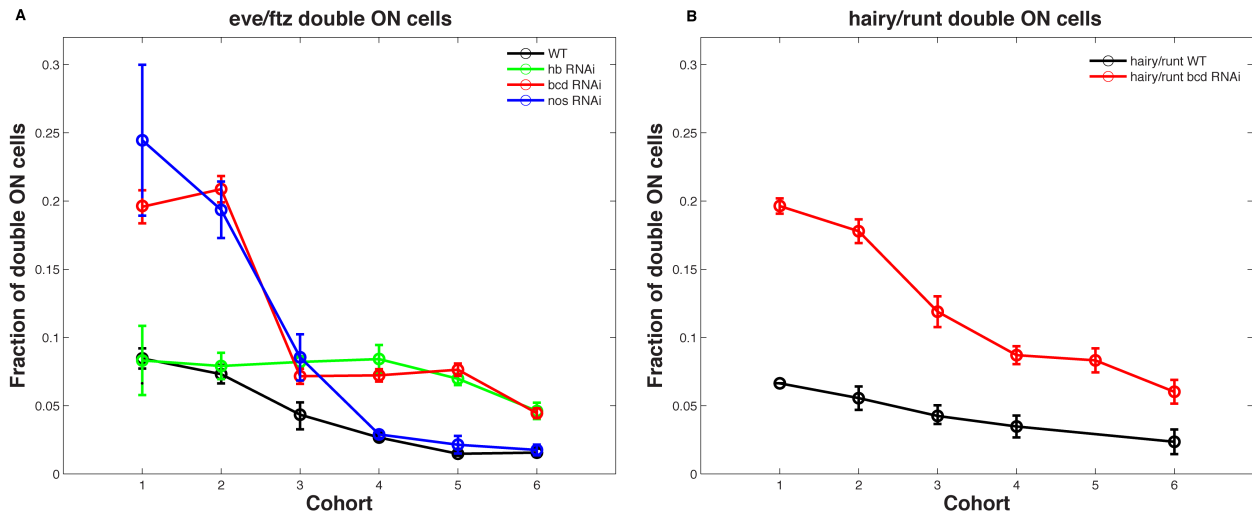 A
eve/ftz double ON cells
WT
hb RNAi
bcd RNAi
nos RNAi
0.3
0.25
0.2
0.15
0.1
0.05
0
Fraction of double ON cells
1 2 3 4 5 6
Cohort
B
hairy/runt double ON cells
hairy/runt WT
hairy/runt bcd RNAi
0.3
0.25
0.2
0.15
0.1
0.05
0
Fraction of double ON cells
1 2 3 4 5 6
Cohort